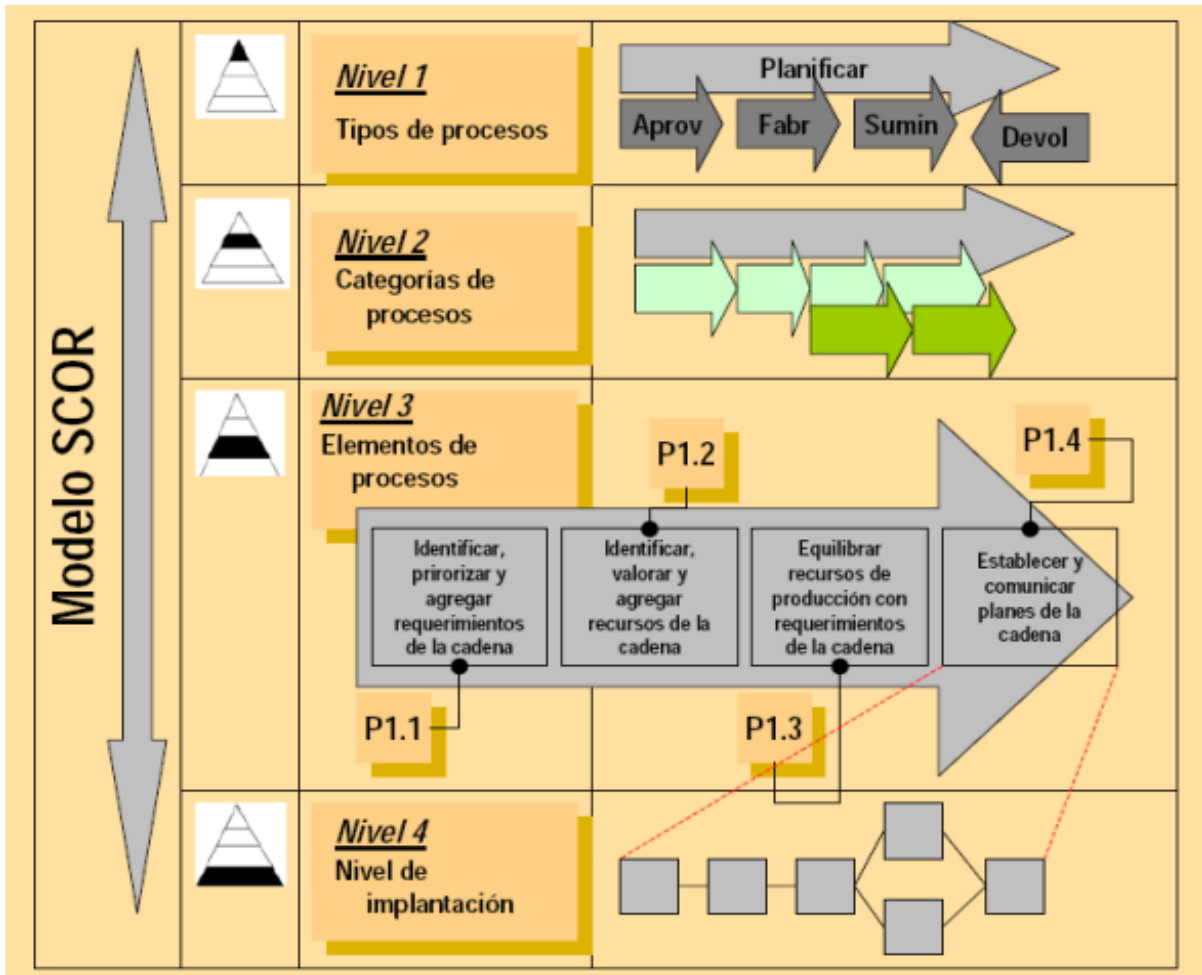 Modelo SCOR
Nivel 1
Tipos de procesos
Planificar
Aprov
Fabr
Sumin
Devol
Nivel 2
Categorías de
procesos
Nivel 3
Elementos de
procesos
P1.2
P1.4
Identificar,
prirorizar y
agregar
requerimientos
de la cadena
Identificar,
valorar y
agregar
recursos de la
cadena
Equilibrar
recursos de
producción con
requerimientos
de la cadena
Establecer y
comunicar
planes de la
cadena
P1.1
P1.3
Nivel 4
Nivel de
implantación